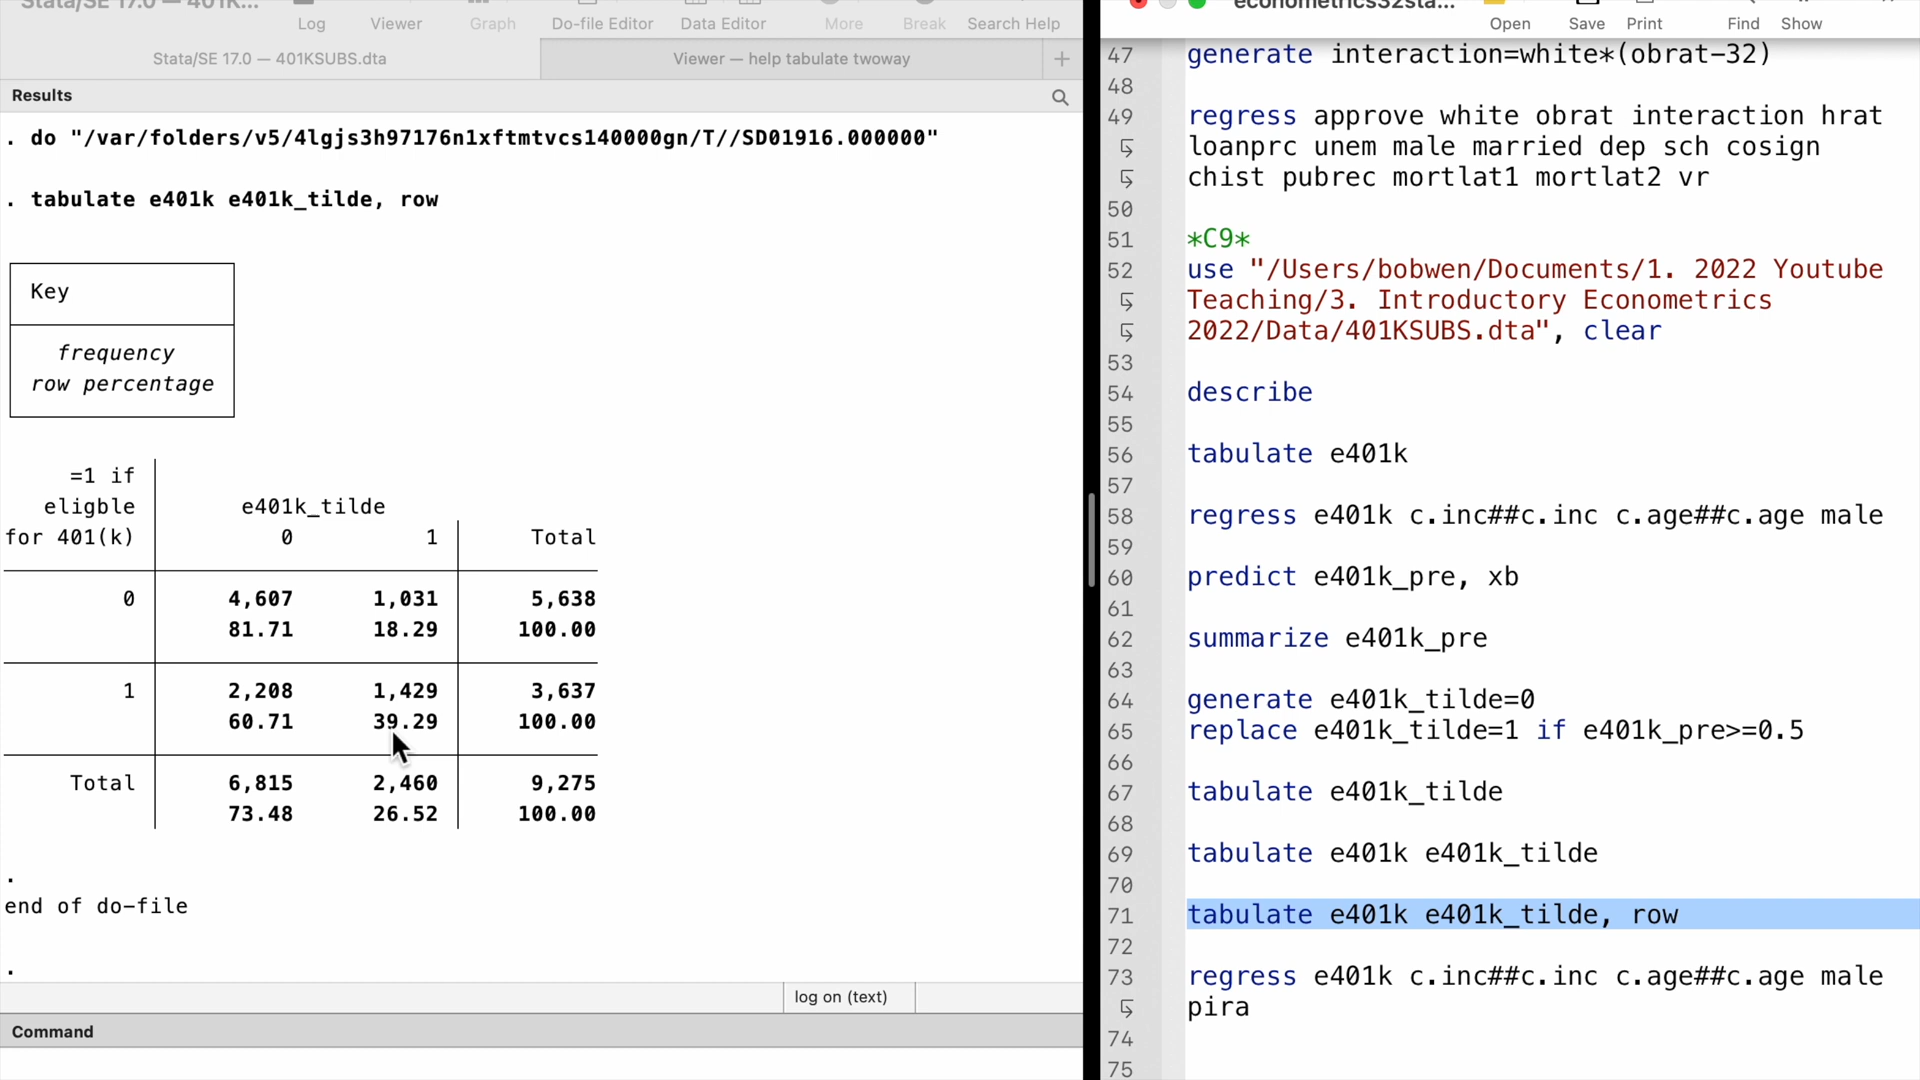 Stata/SE 17.0 — 401K...
Log Viewer Graph Do-file Editor Data Editor More Break Search Help
Stata/SE 17.0 — 401KSUBS.dta Viewer — help tabulate twoway +
Results
. do "/var/folders/v5/4lgjs3h97176n1xftmtvcs140000gn/T//SD01916.000000"
. tabulate e401k e401k_tilde, row
Key
frequency
row percentage
=1 if
eligble e401k_tilde
for 401(k) 0 1 Total
0 4,607 1,031 5,638
81.71 18.29 100.00
1 2,208 1,429 3,637
60.71 39.29 100.00
Total 6,815 2,460 9,275
73.48 26.52 100.00
.
end of do-file
.
log on (text)
Command
econometrics32sta...
Open Save Print Find Show
47 generate interaction=white*(obrat-32)
48
49 regress approve white obrat interaction hrat
loanprc unem male married dep sch cosign
chist pubrec mortlat1 mortlat2 vr
50
51 *C9*
52 use "/Users/bobwen/Documents/1. 2022 Youtube
Teaching/3. Introductory Econometrics
2022/Data/401KSUBS.dta", clear
53
54 describe
55
56 tabulate e401k
57
58 regress e401k c.inc##c.inc c.age##c.age male
59
60 predict e401k_pre, xb
61
62 summarize e401k_pre
63
64 generate e401k_tilde=0
65 replace e401k_tilde=1 if e401k_pre>=0.5
66
67 tabulate e401k_tilde
68
69 tabulate e401k e401k_tilde
70
71 tabulate e401k e401k_tilde, row
72
73 regress e401k c.inc##c.inc c.age##c.age male
pira
74
75